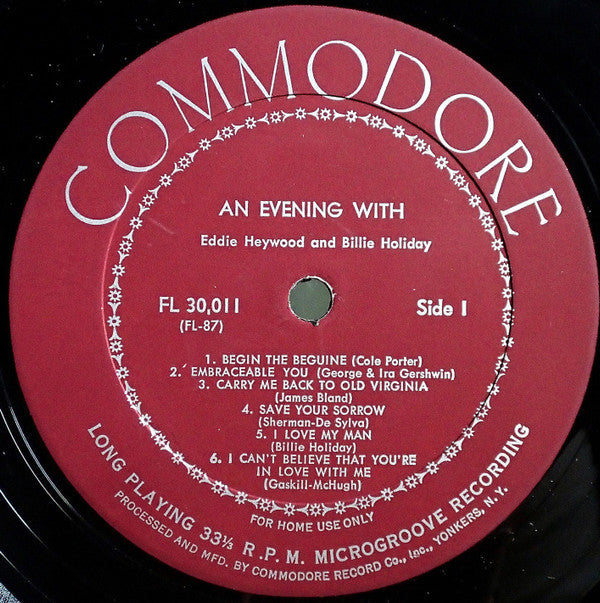 COMMODORE
AN EVENING WITH
Eddie Heywood and Billie Holiday
FL 30,011
(FL-87)
Side 1
1. BEGIN THE BEGUINE (Cole Porter)
2. EMBRACEABLE YOU (George & Ira Gershwin)
3. CARRY ME BACK TO OLD VIRGINIA
(James Bland)
4. SAVE YOUR SORROW
(Sherman-De Sylva)
5. I LOVE MY MAN
(Billie Holiday)
6. I CAN'T BELIEVE THAT YOU'RE
IN LOVE WITH ME
(Gaskill-McHugh)
FOR HOME USE ONLY
LONG PLAYING 33⅓ R.P.M. MICROGROOVE RECORDING
PROCESSED AND MFD. BY COMMODORE RECORD Co., Inc., YONKERS, N.Y.